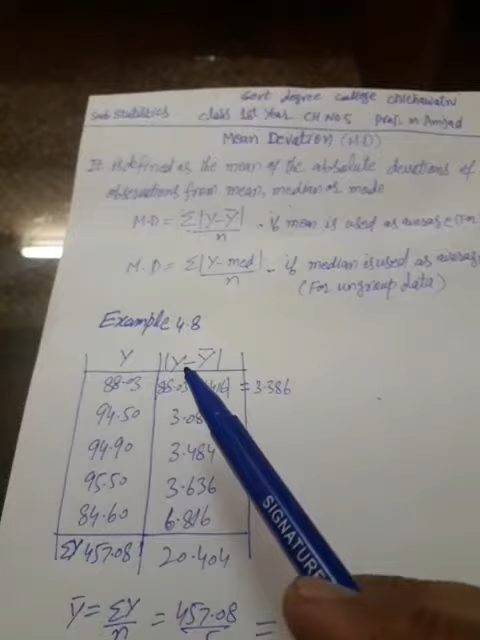 Govt degree college Chichawatni
Sub Statistics class 1st Year CH No 5 Prof. M Amjad
Mean Devation (MD)
It is defined as the mean of the absolute deviations of
observations from mean, median or mode
M.D = Σ|Y-Ȳ| / n . if mean is used as average (For
M.D = Σ|Y-med| / n . if median is used as average
(For ungroup data)
Example 4.8
Y |Y-Ȳ|
88.03 = 3.386
94.50 3.08
94.90 3.484
95.50 3.636
84.60 6.816
ΣY 457.08 20.404
Ȳ = ΣY / n = 457.08 / 5 =
SIGNATURE